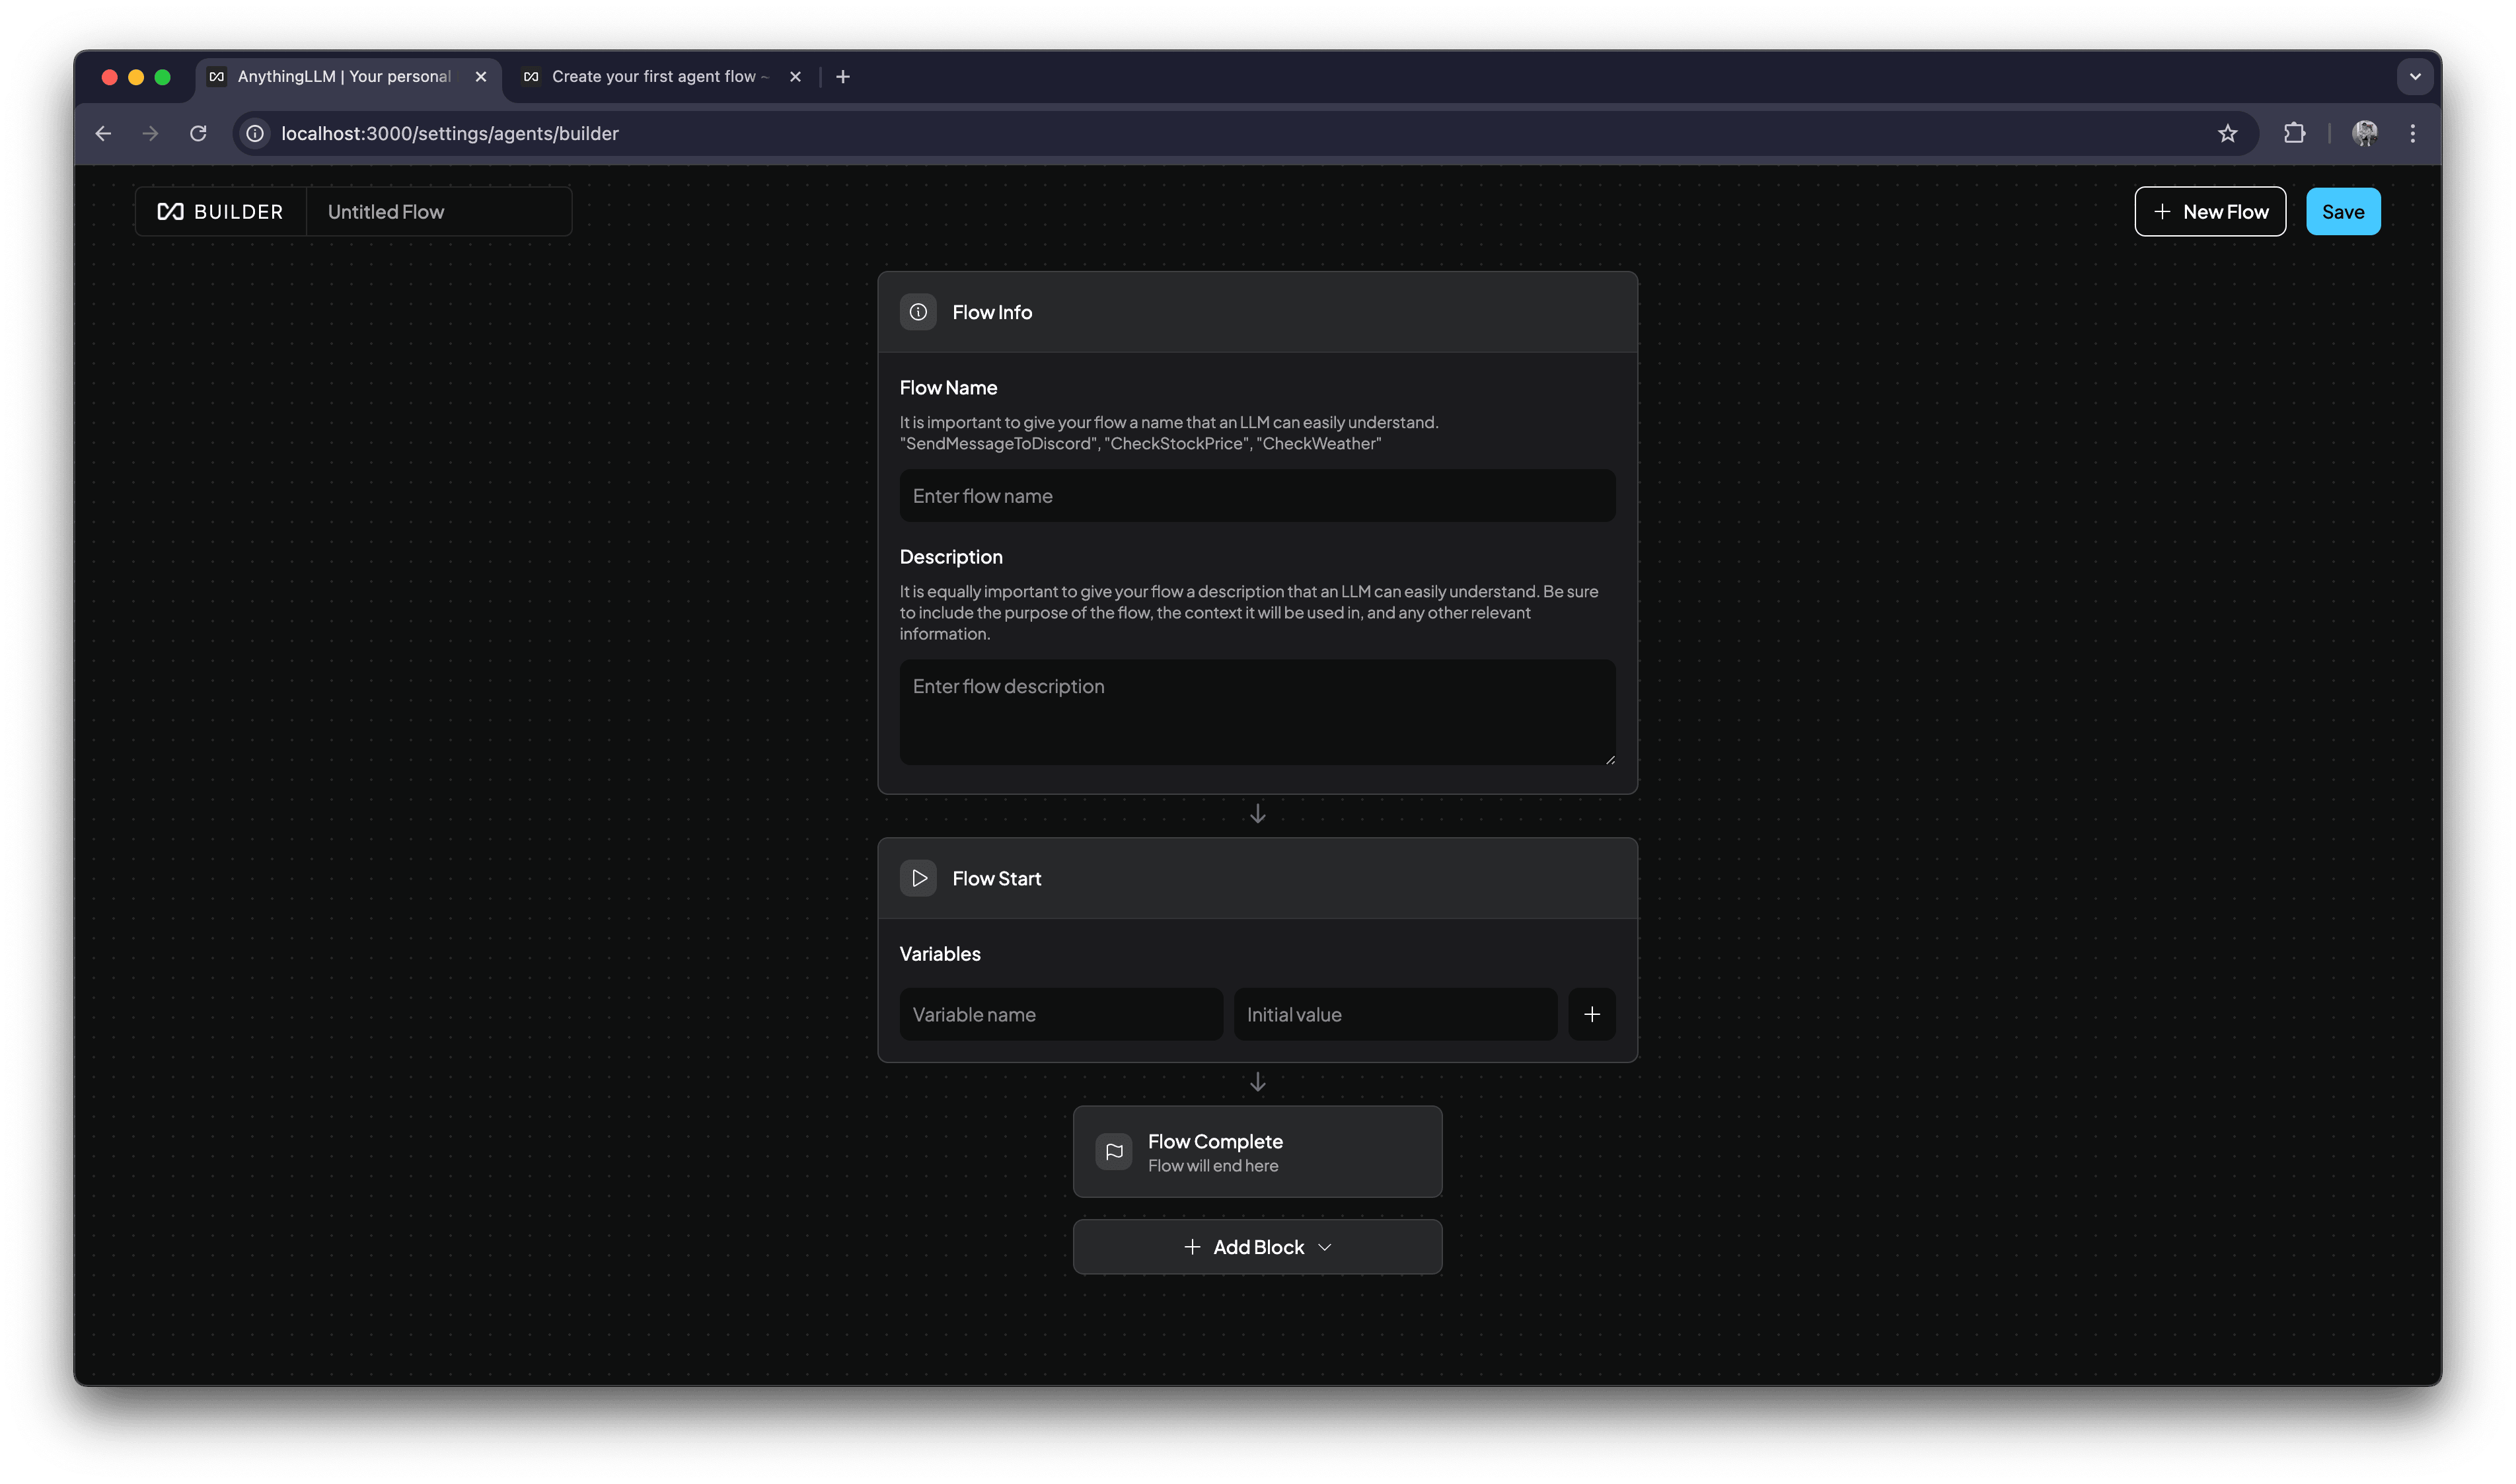 AnythingLLM | Your personal
Create your first agent flow ~
localhost:3000/settings/agents/builder
BUILDER
Untitled Flow
New Flow
Save
Flow Info
Flow Name
It is important to give your flow a name that an LLM can easily understand.
"SendMessageToDiscord", "CheckStockPrice", "CheckWeather"
Enter flow name
Description
It is equally important to give your flow a description that an LLM can easily understand. Be sure
to include the purpose of the flow, the context it will be used in, and any other relevant
information.
Enter flow description
Flow Start
Variables
Variable name
Initial value
Flow Complete
Flow will end here
Add Block